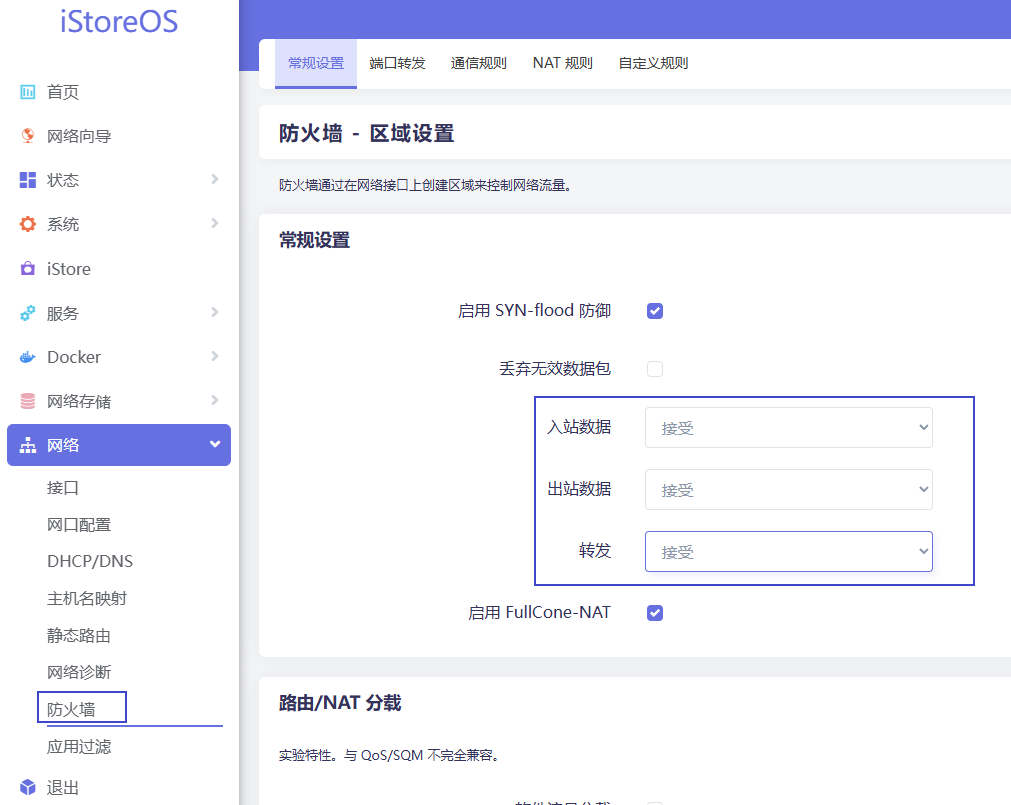 iStoreOS
首页
网络向导
状态
系统
iStore
服务
Docker
网络存储
网络
接口
网口配置
DHCP/DNS
主机名映射
静态路由
网络诊断
防火墙
应用过滤
退出
常规设置 端口转发 通信规则 NAT 规则 自定义规则
防火墙 - 区域设置
防火墙通过在网络接口上创建区域来控制网络流量。
常规设置
启用 SYN-flood 防御
丢弃无效数据包
入站数据 接受
出站数据 接受
转发 接受
启用 FullCone-NAT
路由/NAT 分载
实验特性。与 QoS/SQM 不完全兼容。